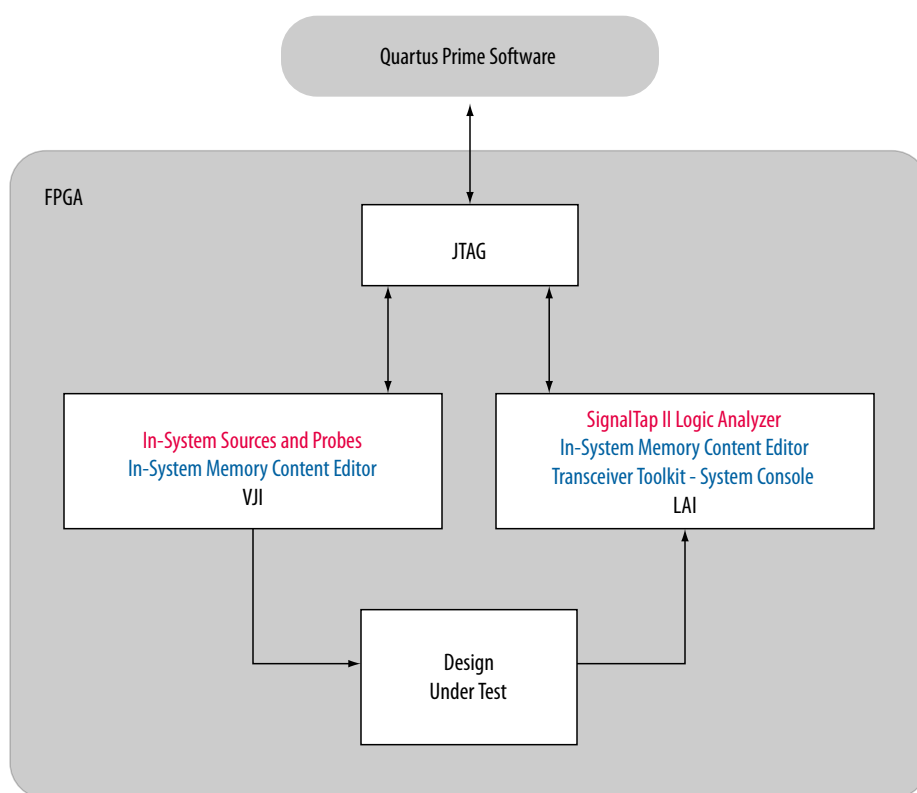 Quartus Prime Software
FPGA
JTAG
In-System Sources and Probes
In-System Memory Content Editor
VJI
SignalTap II Logic Analyzer
In-System Memory Content Editor
Transceiver Toolkit - System Console
LAI
Design
Under Test